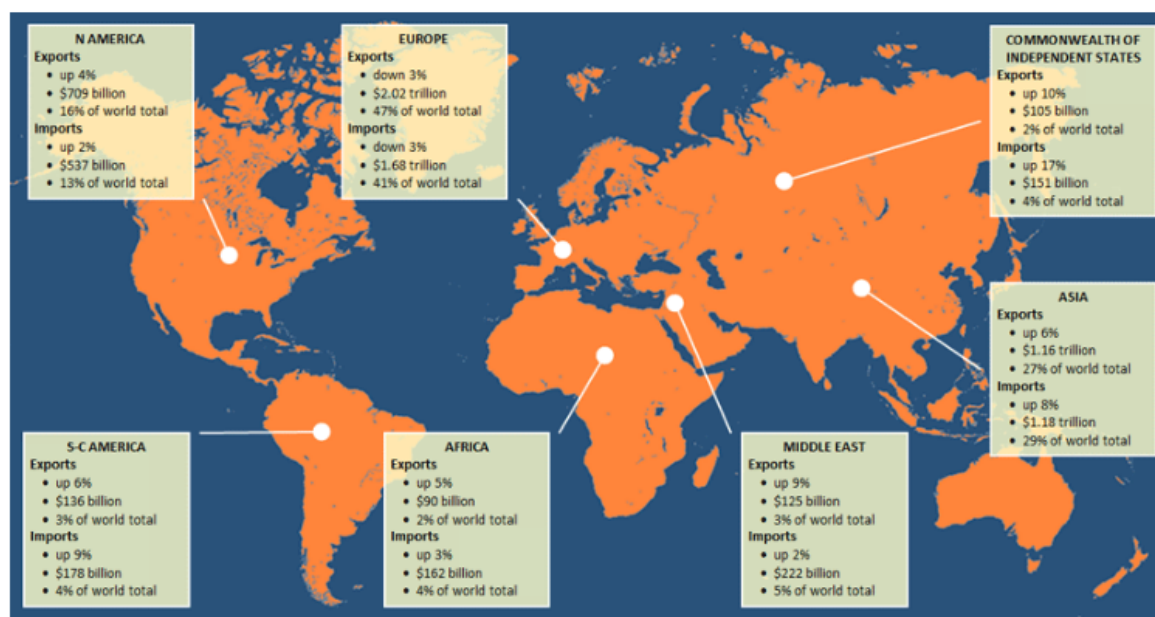 N AMERICA
Exports
• up 4%
• $709 billion
• 16% of world total
Imports
• up 2%
• $537 billion
• 13% of world total
EUROPE
Exports
• down 3%
• $2.02 trillion
• 47% of world total
Imports
• down 3%
• $1.68 trillion
• 41% of world total
COMMONWEALTH OF
INDEPENDENT STATES
Exports
• up 10%
• $105 billion
• 2% of world total
Imports
• up 17%
• $151 billion
• 4% of world total
ASIA
Exports
• up 6%
• $1.16 trillion
• 27% of world total
Imports
• up 8%
• $1.18 trillion
• 29% of world total
S-C AMERICA
Exports
• up 6%
• $136 billion
• 3% of world total
Imports
• up 9%
• $178 billion
• 4% of world total
AFRICA
Exports
• up 5%
• $90 billion
• 2% of world total
Imports
• up 3%
• $162 billion
• 4% of world total
MIDDLE EAST
Exports
• up 9%
• $125 billion
• 3% of world total
Imports
• up 2%
• $222 billion
• 5% of world total